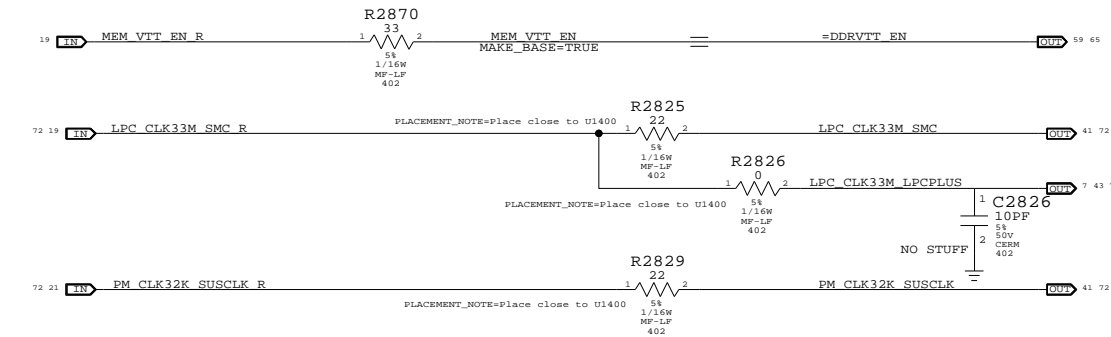 R2870
33
19 IN MEM_VTT_EN_R 1 2 MEM_VTT_EN =DDRVTT_EN OUT 59 65
MAKE_BASE=TRUE
5%
1/16W
MF-LF
402
R2825
PLACEMENT_NOTE=Place close to U1400
22
72 19 IN LPC_CLK33M_SMC_R 1 2 LPC_CLK33M_SMC OUT 41 72
5%
1/16W
MF-LF
402
R2826
0
1 2 LPC_CLK33M_LPCPLUS OUT 7 43
PLACEMENT_NOTE=Place close to U1400
5%
1/16W
MF-LF
402
1 C2826
10PF
5%
50V
CERM
402
2
NO STUFF
R2829
22
72 21 IN PM_CLK32K_SUSCLK_R 1 2 PM_CLK32K_SUSCLK OUT 41 72
PLACEMENT_NOTE=Place close to U1400
5%
1/16W
MF-LF
402